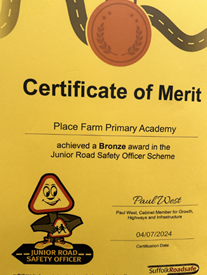 Certificate of Merit
Place Farm Primary Academy
achieved a Bronze award in the
Junior Road Safety Officer Scheme
Paul West
Paul West, Cabinet Member for Growth,
Highways and Infrastructure
04/07/2024
Certification Date
JUNIOR ROAD
SAFETY OFFICER
SuffolkRoadsafe